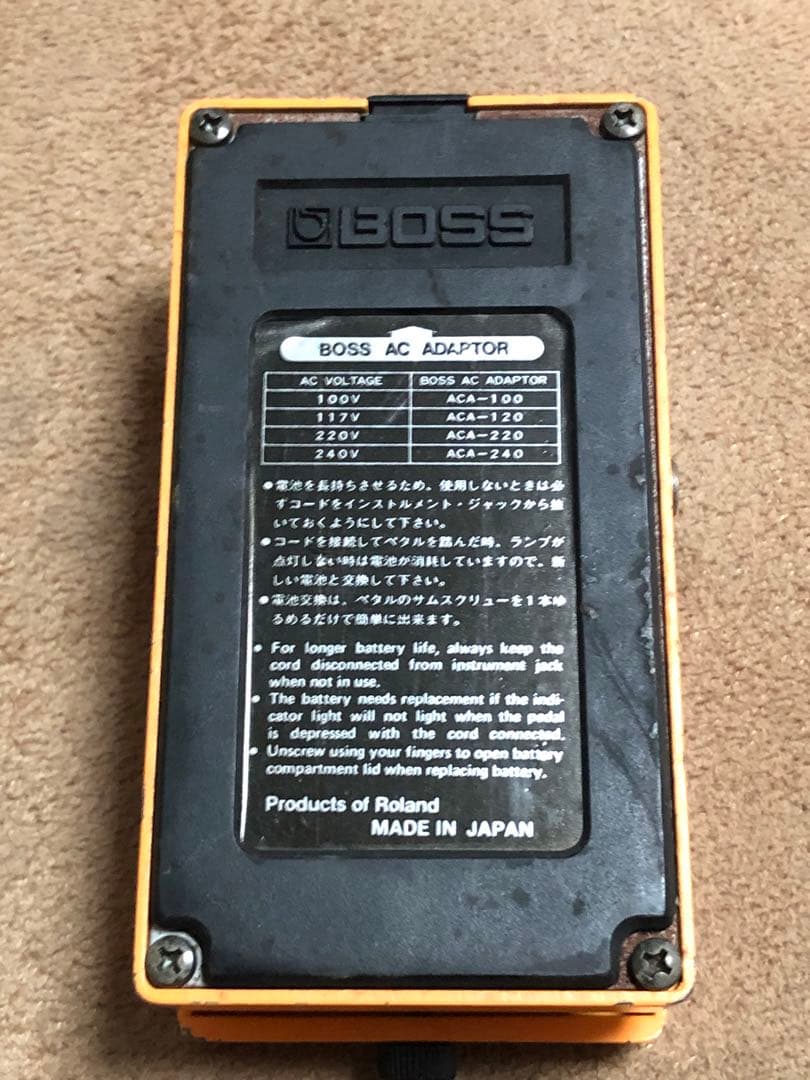 BOSS
BOSS AC ADAPTOR
AC VOLTAGE BOSS AC ADAPTOR
100V ACA-100
117V ACA-120
220V ACA-220
240V ACA-240
●電池を長持ちさせるため、使用しないときは必
ずコードをインストルメント・ジャックから抜
いておくようにして下さい。
●コードを接続してペタルを踏んだ時、ランプが
点灯しない時は電池が消耗していますので、新
しい電池と交換して下さい。
●電池交換は、ペタルのサムスクリューを1本ゆ
るめるだけで簡単に出来ます。
● For longer battery life, always keep the
cord disconnected from instrument jack
when not in use.
● The battery needs replacement if the indi-
cator light will not light when the pedal
is depressed with the cord connected.
● Unscrew using your fingers to open battery
compartment lid when replacing battery.
Products of Roland
MADE IN JAPAN